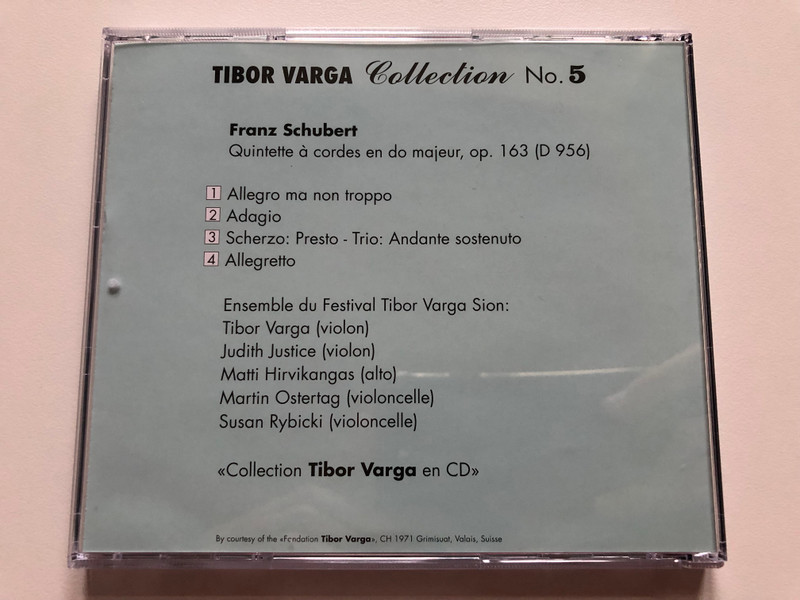 TIBOR VARGA Collection No. 5
Franz Schubert
Quintette à cordes en do majeur, op. 163 (D 956)
1 Allegro ma non troppo
2 Adagio
3 Scherzo: Presto - Trio: Andante sostenuto
4 Allegretto
Ensemble du Festival Tibor Varga Sion:
Tibor Varga (violon)
Judith Justice (violon)
Matti Hirvikangas (alto)
Martin Ostertag (violoncelle)
Susan Rybicki (violoncelle)
«Collection Tibor Varga en CD»
By courtesy of the «Fondation Tibor Varga», CH 1971 Grimisuat, Valais, Suisse